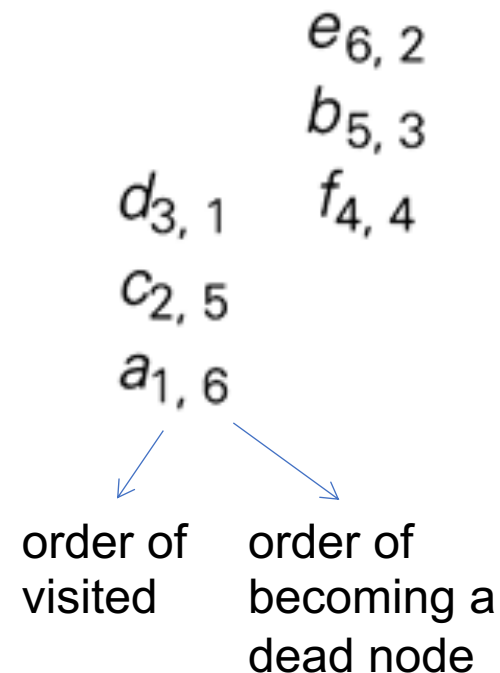 e6, 2
b5, 3
d3, 1 f4, 4
c2, 5
a1, 6
order of visited
order of becoming a dead node